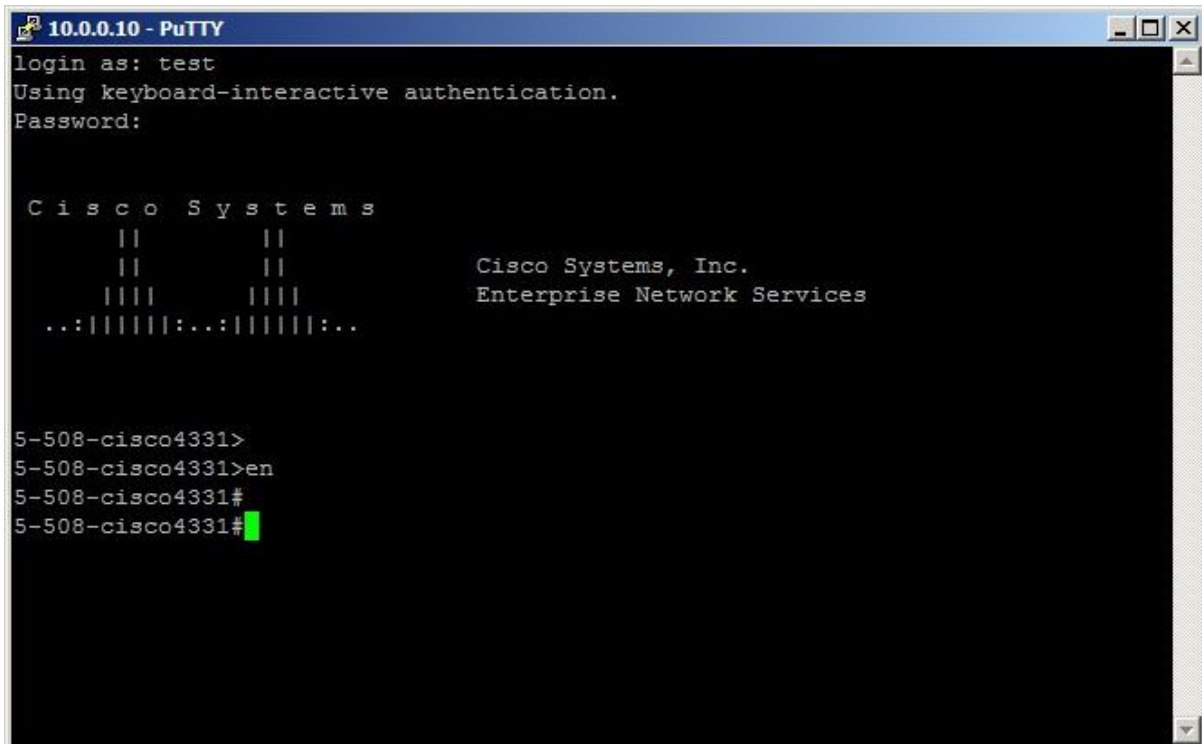 10.0.0.10 - PuTTY
login as: test
Using keyboard-interactive authentication.
Password:
C i s c o  S y s t e m s
||         ||
||         ||          Cisco Systems, Inc.
||||       ||||        Enterprise Network Services
..:||||||:..:||||||:..
5-508-cisco4331>
5-508-cisco4331>en
5-508-cisco4331#
5-508-cisco4331#